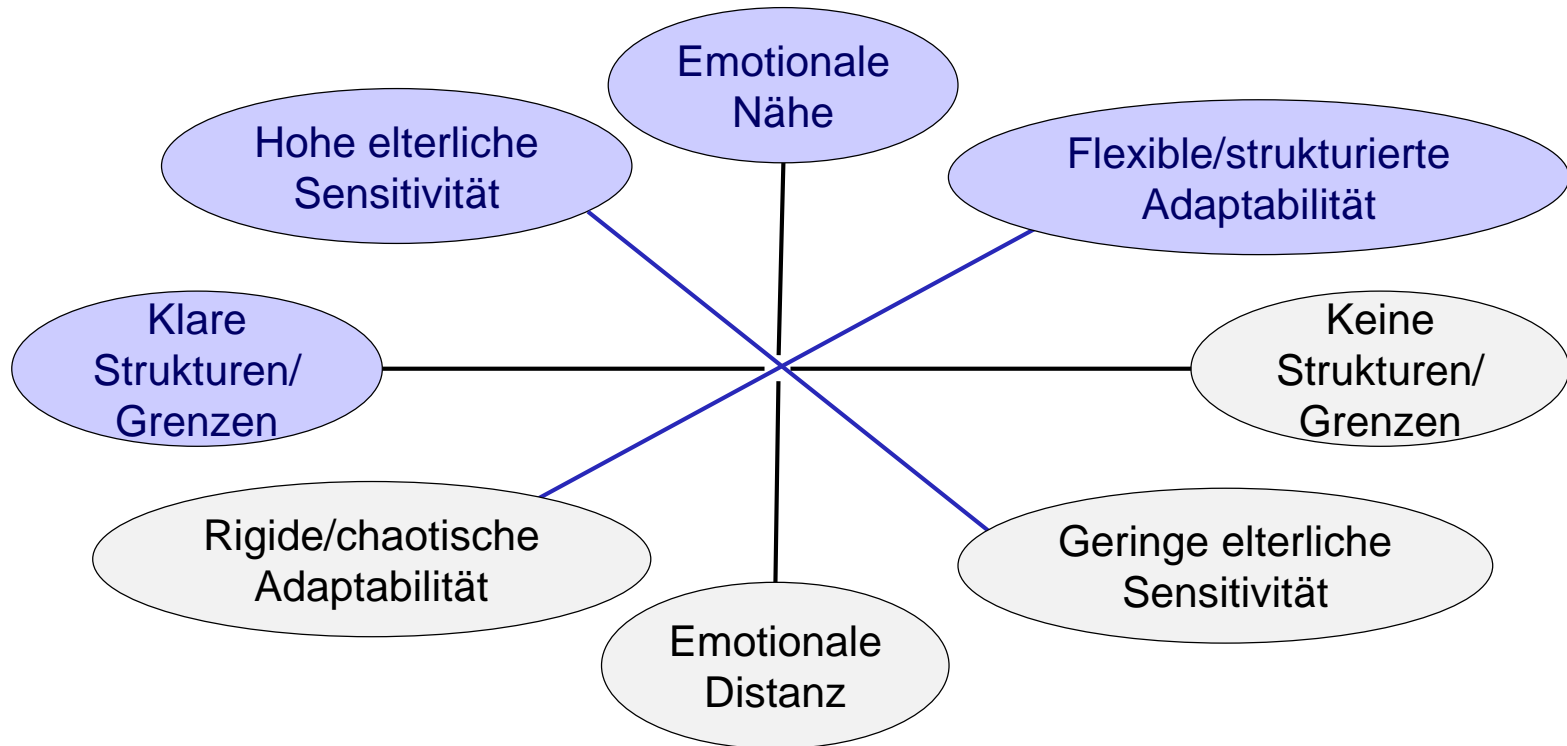 Emotionale
Nähe
Hohe elterliche
Sensitivität
Flexible/strukturierte
Adaptabilität
Klare
Strukturen/
Grenzen
Keine
Strukturen/
Grenzen
Rigide/chaotische
Adaptabilität
Geringe elterliche
Sensitivität
Emotionale
Distanz